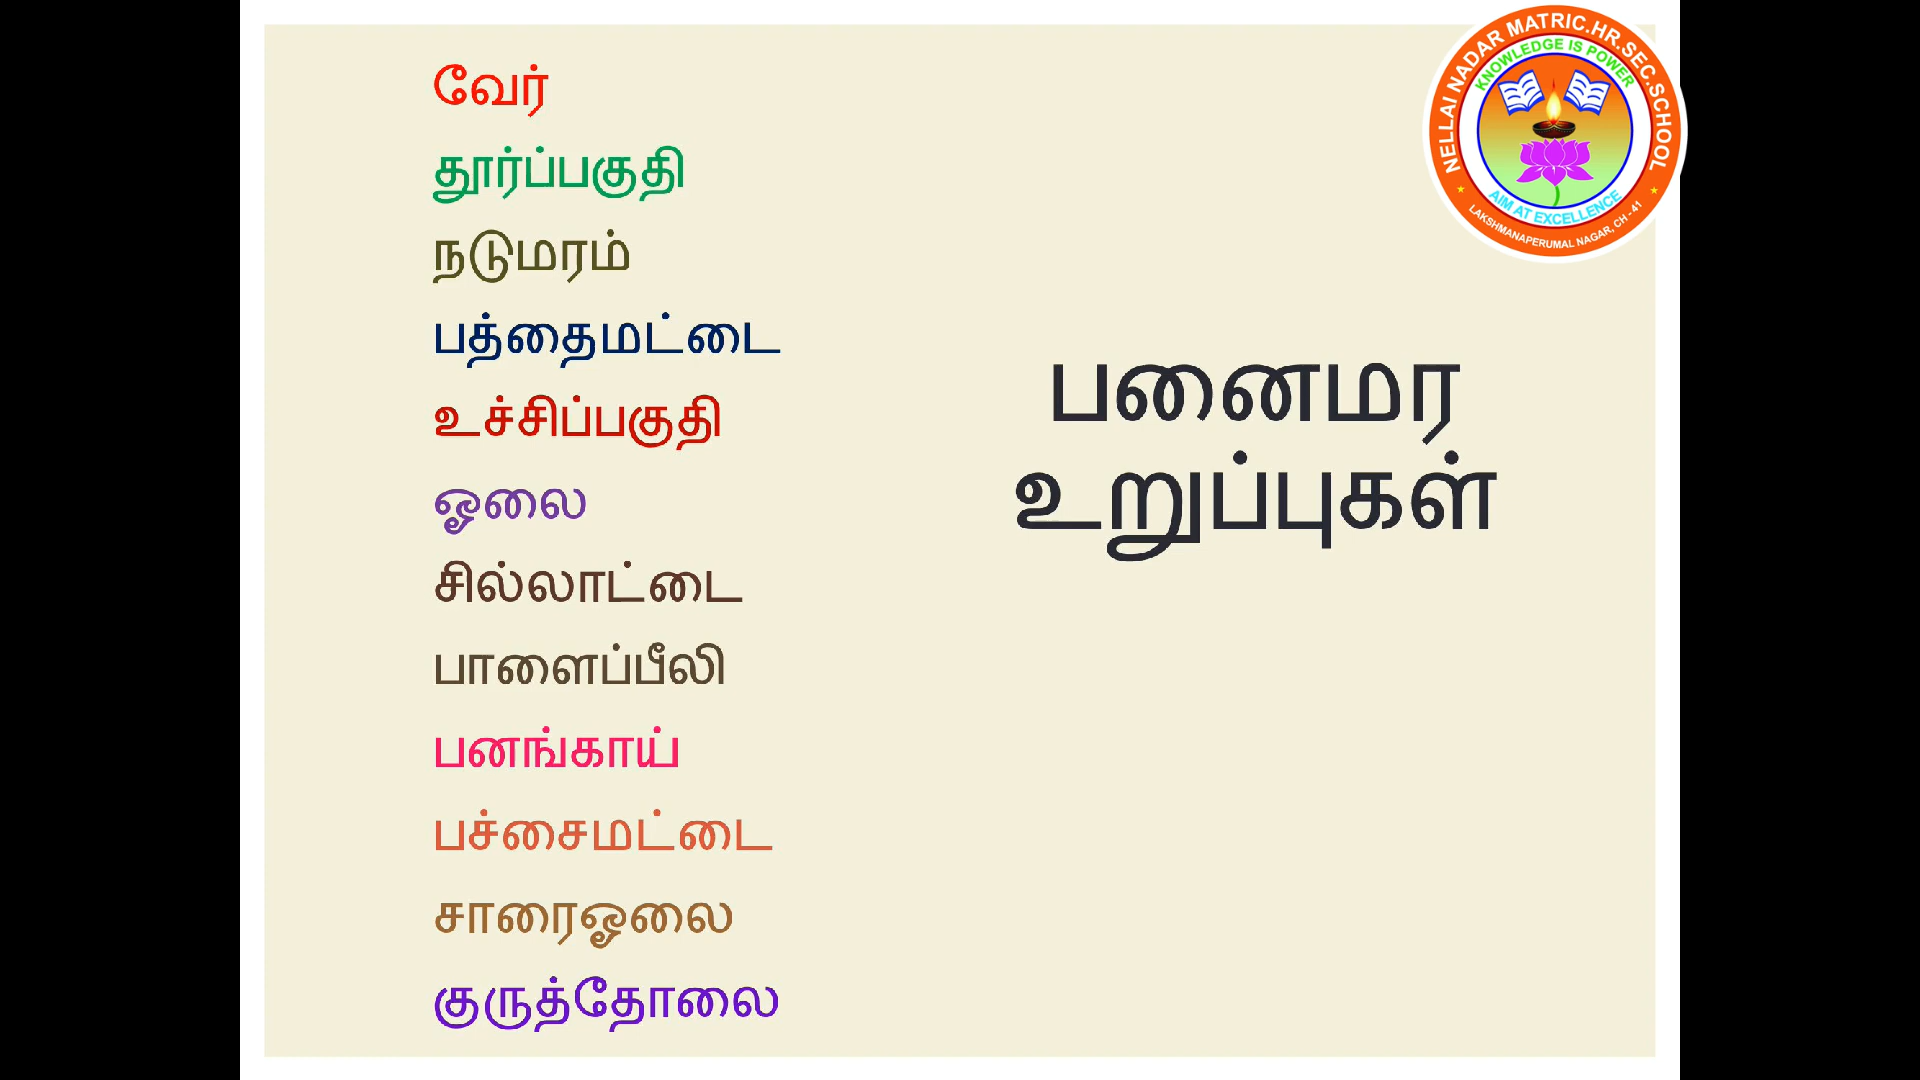 வேர்
தூர்ப்பகுதி
நடுமரம்
பத்தைமட்டை
உச்சிப்பகுதி
ஓலை
சில்லாட்டை
பாளைப்பீலி
பனங்காய்
பச்சைமட்டை
சாரைஓலை
குருத்தோலை
பனைமர
உறுப்புகள்
NELLAI NADAR MATRIC.HR.SEC.SCHOOL
KNOWLEDGE IS POWER
AIM AT EXCELLENCE
LAKSHMANAPERUMAL NAGAR, CH - 41